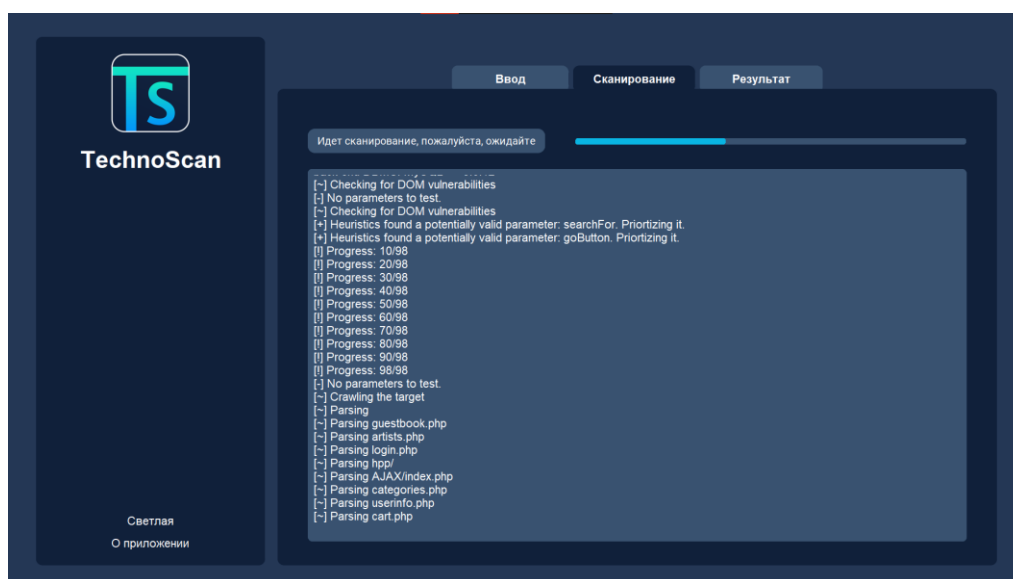 Ts
TechnoScan
Светлая
О приложении
Ввод
Сканирование
Результат
Идет сканирование, пожалуйста, ожидайте
[~] Checking for DOM vulnerabilities
[-] No parameters to test.
[~] Checking for DOM vulnerabilities
[+] Heuristics found a potentially valid parameter: searchFor. Priortizing it.
[+] Heuristics found a potentially valid parameter: goButton. Priortizing it.
[!] Progress: 10/98
[!] Progress: 20/98
[!] Progress: 30/98
[!] Progress: 40/98
[!] Progress: 50/98
[!] Progress: 60/98
[!] Progress: 70/98
[!] Progress: 80/98
[!] Progress: 90/98
[!] Progress: 98/98
[-] No parameters to test.
[~] Crawling the target
[~] Parsing
[~] Parsing guestbook.php
[~] Parsing artists.php
[~] Parsing login.php
[~] Parsing hpp/
[~] Parsing AJAX/index.php
[~] Parsing categories.php
[~] Parsing userinfo.php
[~] Parsing cart.php